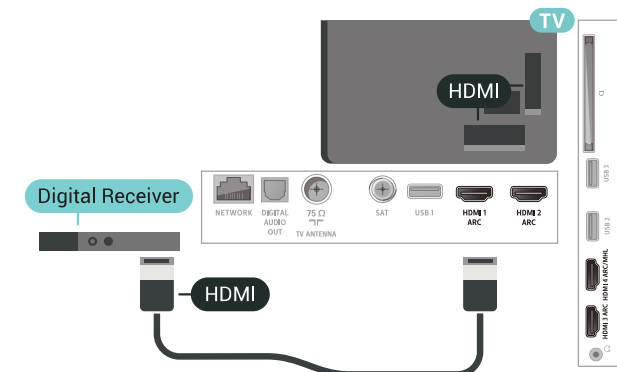 TV
HDMI
Digital Receiver
NETWORK
DIGITAL
AUDIO
OUT
75 Ω
TV ANTENNA
SAT
USB 1
HDMI 1
ARC
HDMI 2
ARC
HDMI
CI
USB 3
USB 2
HDMI 4 ARC/MHL
HDMI 3 ARC